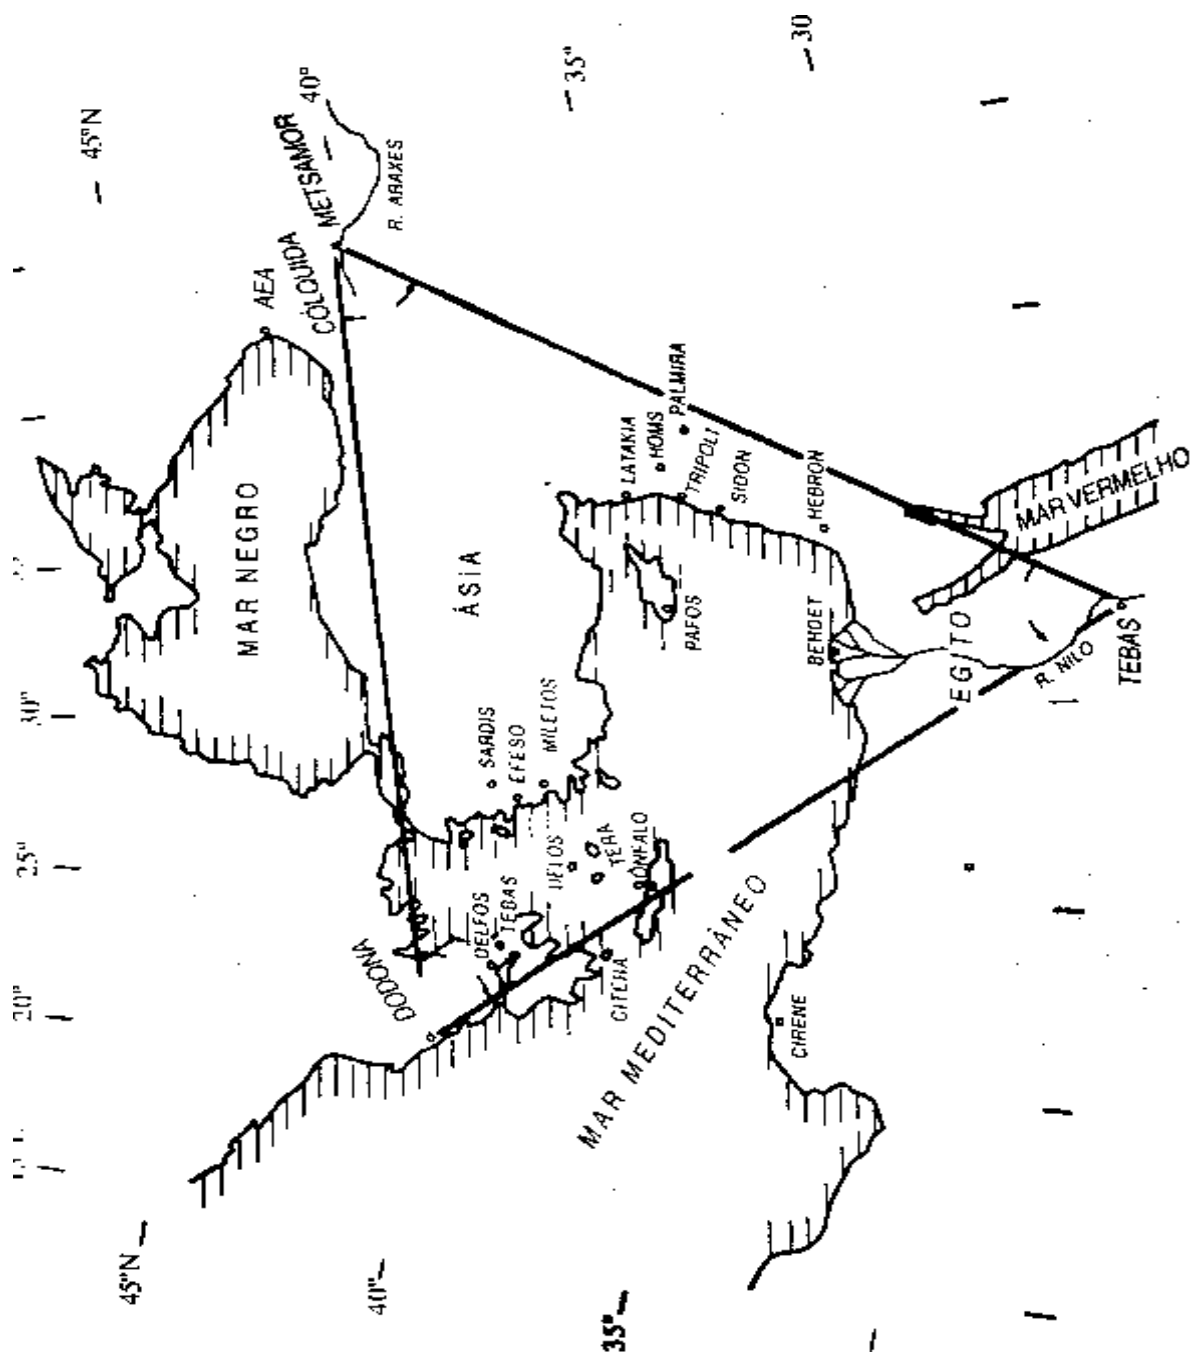 45°N
40°
35°
30
METSAMOR
R. ARAXES
CÓLQUIDA
AEA
MAR NEGRO
ÁSIA
LATAKIA
HOMS
PALMIRA
TRIPOLI
SIDON
HEBRON
MAR VERMELHO
PAFOS
BEHDET
EGITO
R. NILO
TEBAS
30°
SARDIS
EFESO
MILETOS
25°
DELOS
TERA
ÔNFALO
DELFOS
TEBAS
DODONA
CITERA
MAR MEDITERRÂNEO
CIRENE
20°
45°N
40°
35°